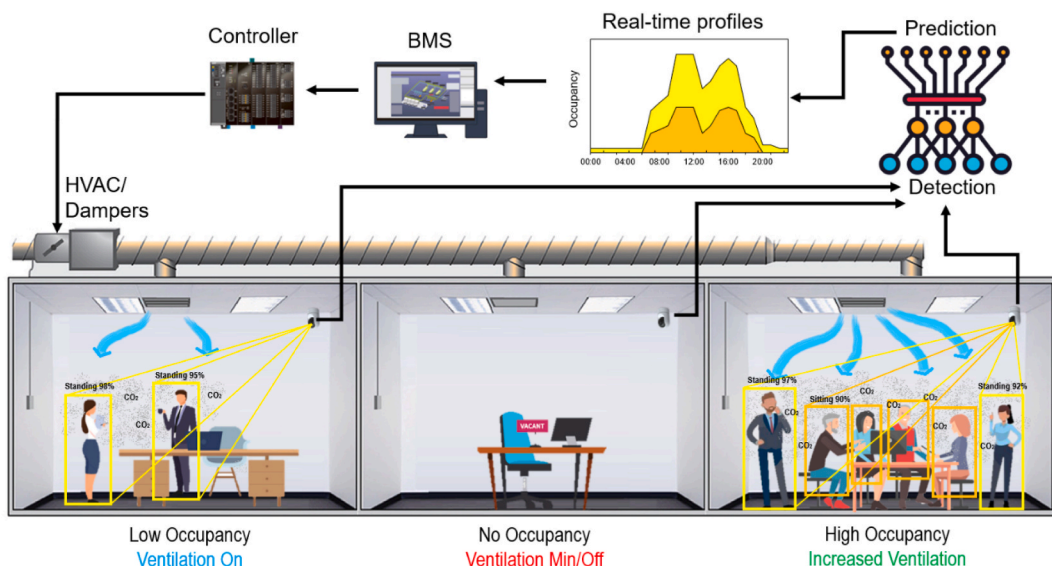 Controller
BMS
Real-time profiles
Prediction
Occupancy
00:00 04:00 08:00 12:00 16:00 20:00
Detection
HVAC/
Dampers
Standing 98%
Standing 95%
CO₂
CO₂
CO₂
VACANT
Standing 97%
Sitting 90%
Standing 92%
CO₂
CO₂
CO₂
CO₂
CO₂
CO₂
Low Occupancy
Ventilation On
No Occupancy
Ventilation Min/Off
High Occupancy
Increased Ventilation